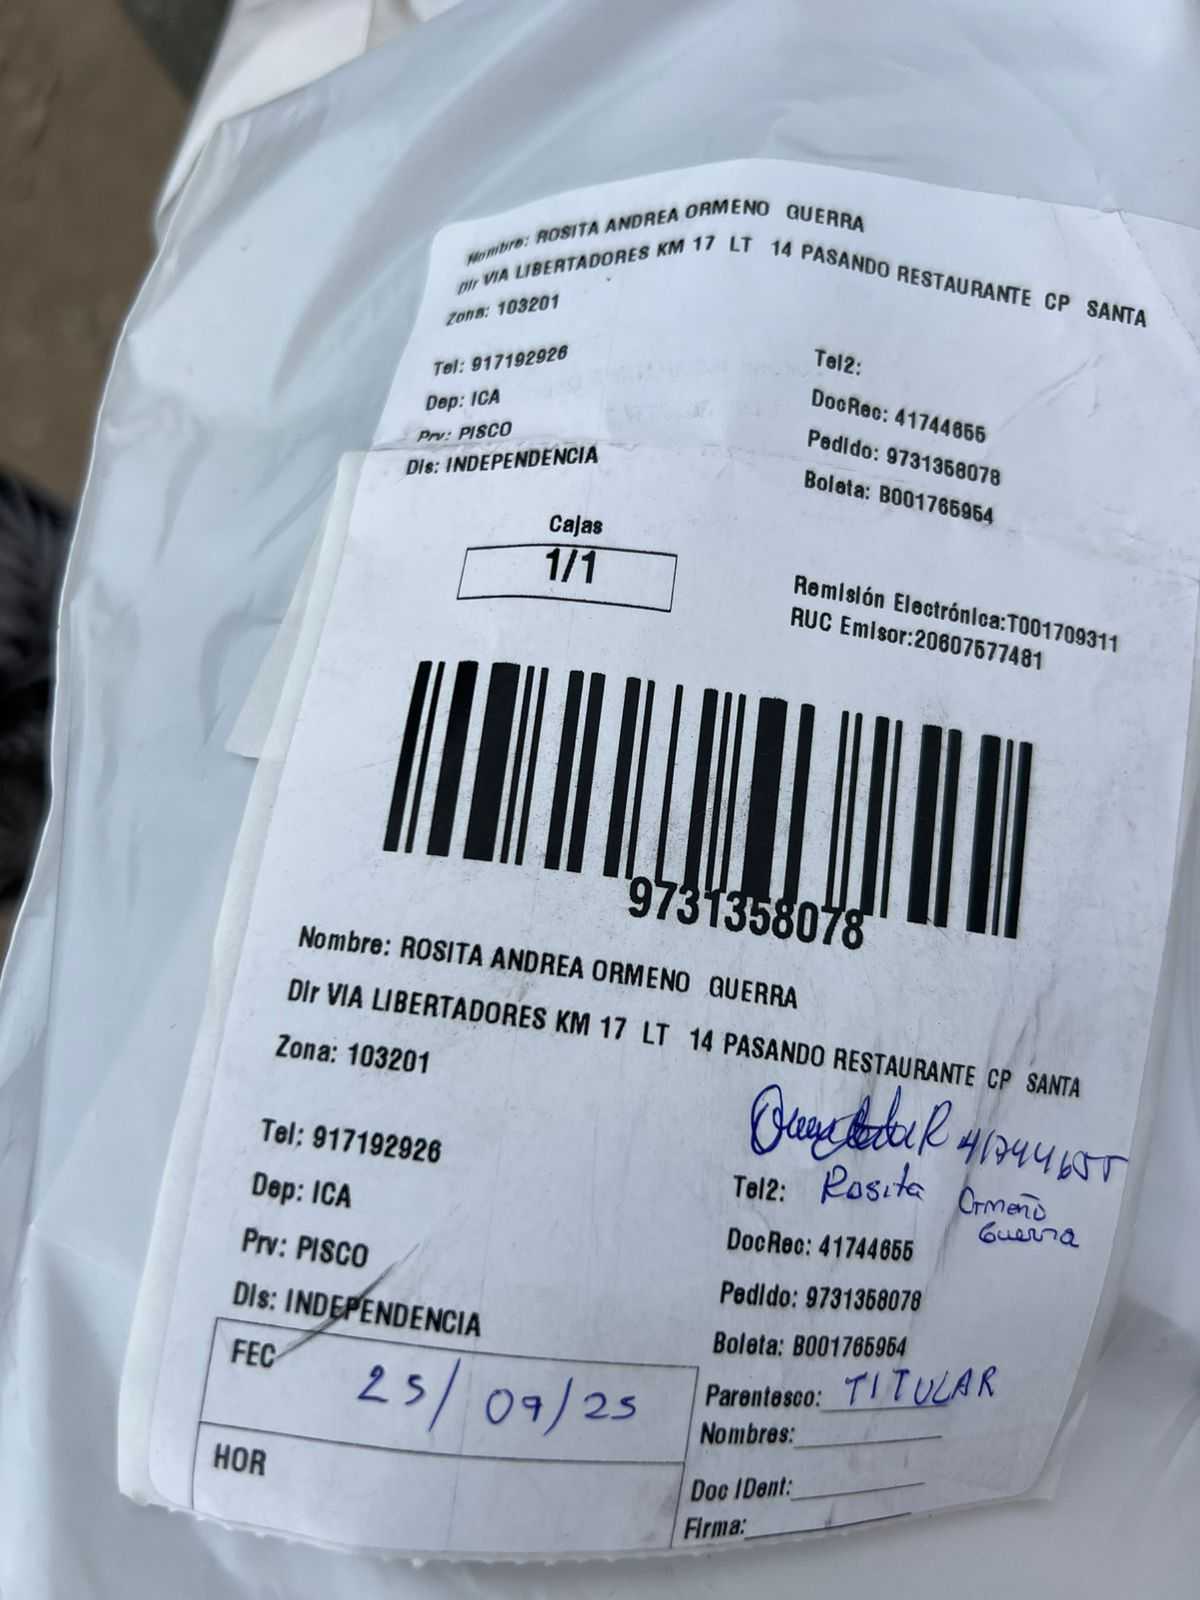 Nombre: ROSITA ANDREA ORMENO GUERRA
Dir VIA LIBERTADORES KM 17 LT 14 PASANDO RESTAURANTE CP SANTA
Zona: 103201
Tel: 917192926
Tel2:
Dep: ICA
DocRec: 41744655
Prv: PISCO
Pedido: 9731358078
Dis: INDEPENDENCIA
Boleta: B001765954
Cajas
1/1
Remisión Electrónica:T001709311
RUC Emisor:20607577481
9731358078
Nombre: ROSITA ANDREA ORMENO GUERRA
Dir VIA LIBERTADORES KM 17 LT 14 PASANDO RESTAURANTE CP SANTA
Zona: 103201
41744655
Tel: 917192926
Tel2: Rosita Ormeño
Guerra
Dep: ICA
DocRec: 41744655
Prv: PISCO
Pedido: 9731358078
Dis: INDEPENDENCIA
Boleta: B001765954
FEC 25/09/25
Parentesco: TITULAR
Nombres:
HOR
Doc IDent:
Firma: